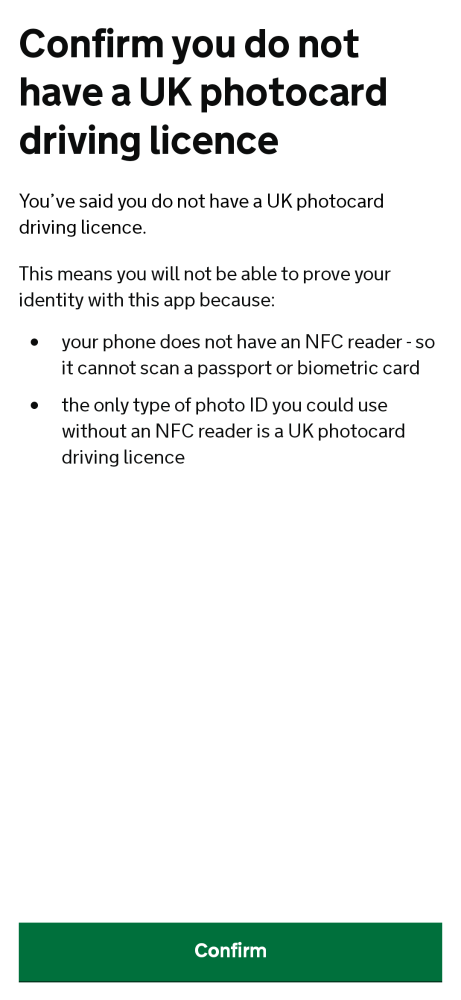 Confirm you do not
have a UK photocard
driving licence
You’ve said you do not have a UK photocard
driving licence.
This means you will not be able to prove your
identity with this app because:
• your phone does not have an NFC reader - so
it cannot scan a passport or biometric card
• the only type of photo ID you could use
without an NFC reader is a UK photocard
driving licence
Confirm